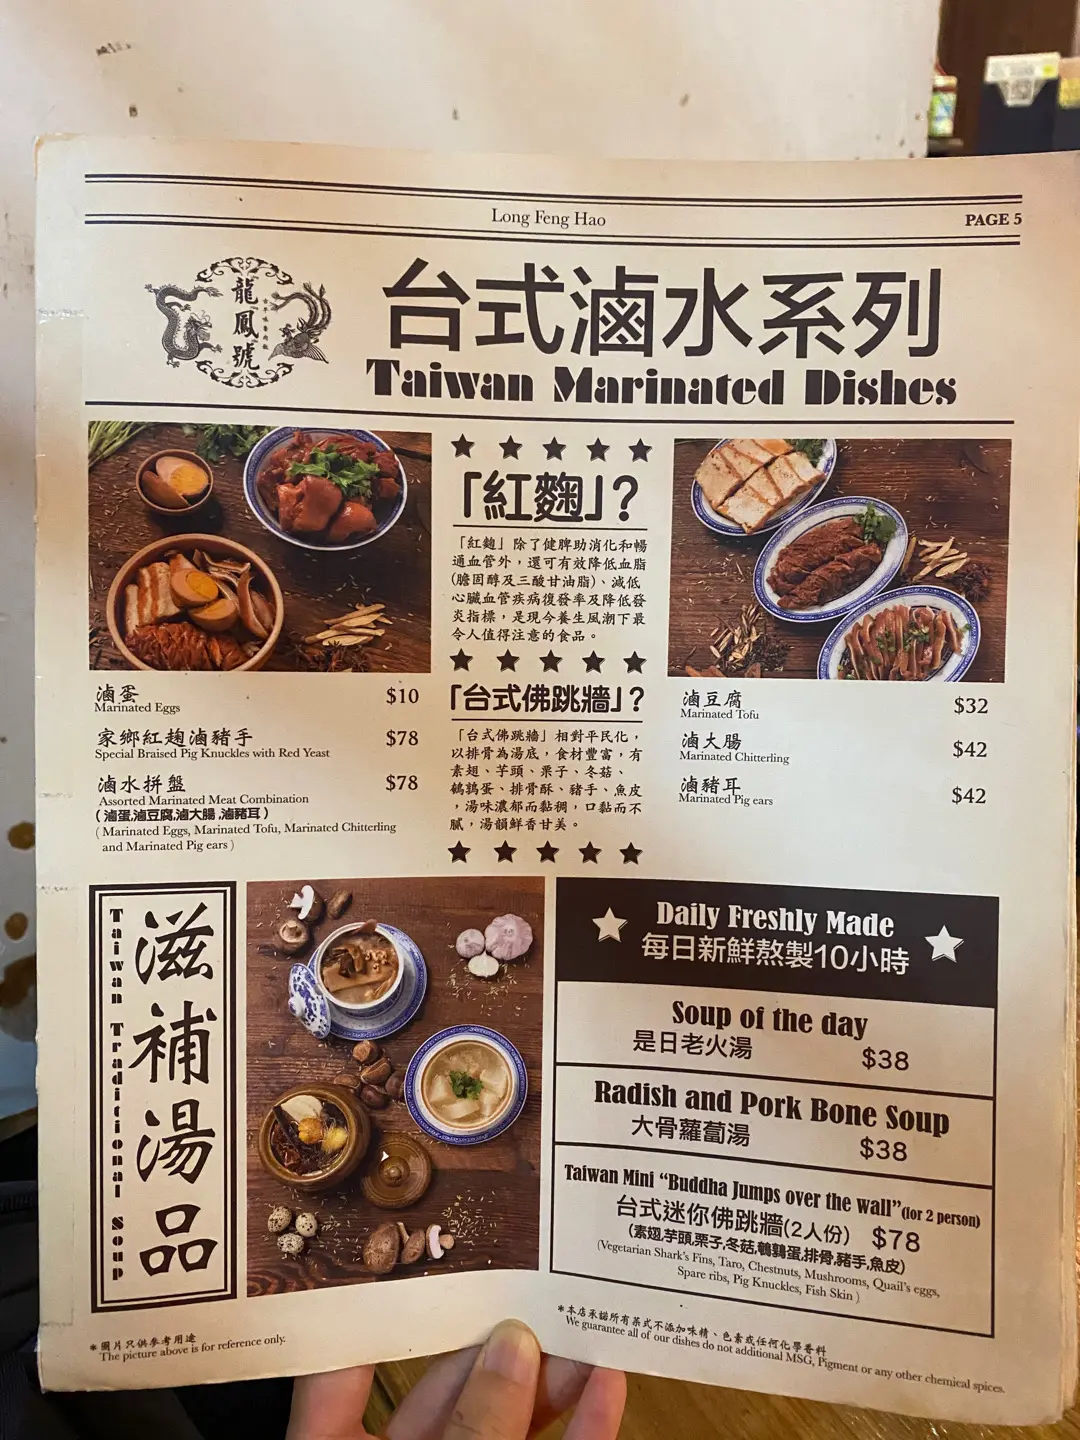 Long Feng Hao
PAGE 5
龍鳳號
台式滷水系列
Taiwan Marinated Dishes
「紅麴」?
「紅麴」除了健脾助消化和暢
通血管外,還可有效降低血脂
(膽固醇及三酸甘油脂)、減低
心臟血管疾病復發率及降低發
炎指標,是現今養生風潮下最
令人值得注意的食品。
「台式佛跳牆」?
「台式佛跳牆」相對平民化,
以排骨為湯底,食材豐富,有
素翅、芋頭、栗子、冬菇、
鵪鶉蛋、排骨酥、豬手、魚皮
,湯味濃郁而黏稠,口黏而不
膩,湯韻鮮香甘美。
滷蛋 $10
Marinated Eggs
家鄉紅麴滷豬手 $78
Special Braised Pig Knuckles with Red Yeast
滷水拼盤 $78
Assorted Marinated Meat Combination
(滷蛋,滷豆腐,滷大腸,滷豬耳)
( Marinated Eggs, Marinated Tofu, Marinated Chitterling
and Marinated Pig ears )
滷豆腐 $32
Marinated Tofu
滷大腸 $42
Marinated Chitterling
滷豬耳 $42
Marinated Pig ears
滋補湯品
Taiwan Traditional Soup
Daily Freshly Made
每日新鮮熬製10小時
Soup of the day
是日老火湯 $38
Radish and Pork Bone Soup
大骨蘿蔔湯 $38
Taiwan Mini “Buddha Jumps over the wall”(for 2 person)
台式迷你佛跳牆(2人份) $78
(素翅,芋頭,栗子,冬菇,鵪鶉蛋,排骨,豬手,魚皮)
(Vegetarian Shark's Fins, Taro, Chestnuts, Mushrooms, Quail's eggs,
Spare ribs, Pig Knuckles, Fish Skin )
*圖片只供參考用途
The picture above is for reference only.
*本店承諾所有菜式不添加味精、色素或任何化學香料
We guarantee all of our dishes do not additional MSG, Pigment or any other chemical spices.